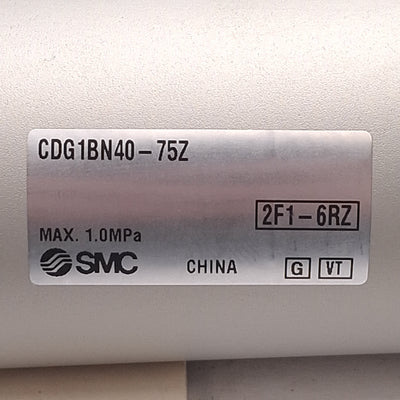 CDG1BN40-75Z
2F1-6RZ
MAX. 1.0MPa
SMC CHINA G VT